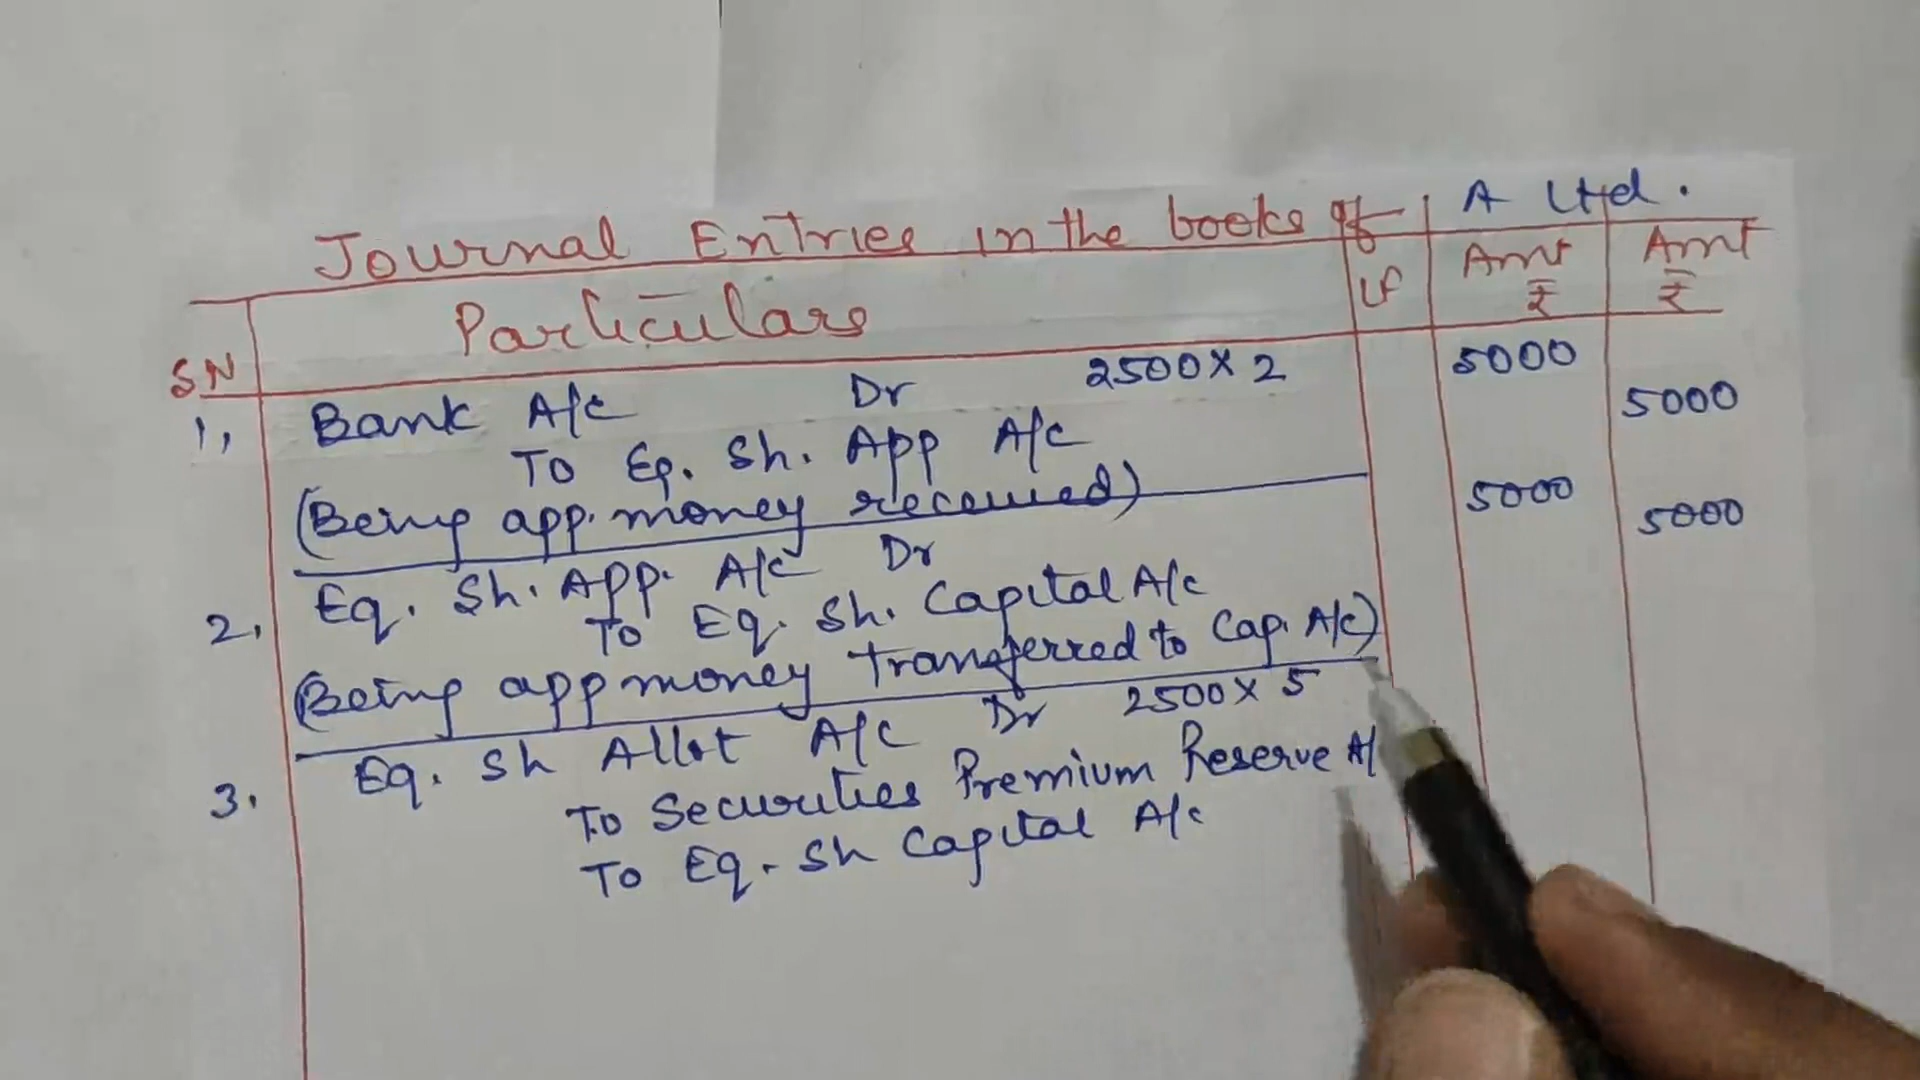 Journal Entries in the books of A Ltd.
SN Particulars LF Amt ₹ Amt ₹
1, Bank A/c Dr 2500 x 2 5000
To Eq. Sh. App A/c 5000
(Being app. money received)
2. Eq. Sh. App. A/c Dr 5000
To Eq. Sh. Capital A/c 5000
(Being app money transferred to Cap. A/c)
3. Eq. Sh Allot A/c Dr 2500 x 5
To Securities Premium Reserve A/
To Eq. Sh Capital A/c